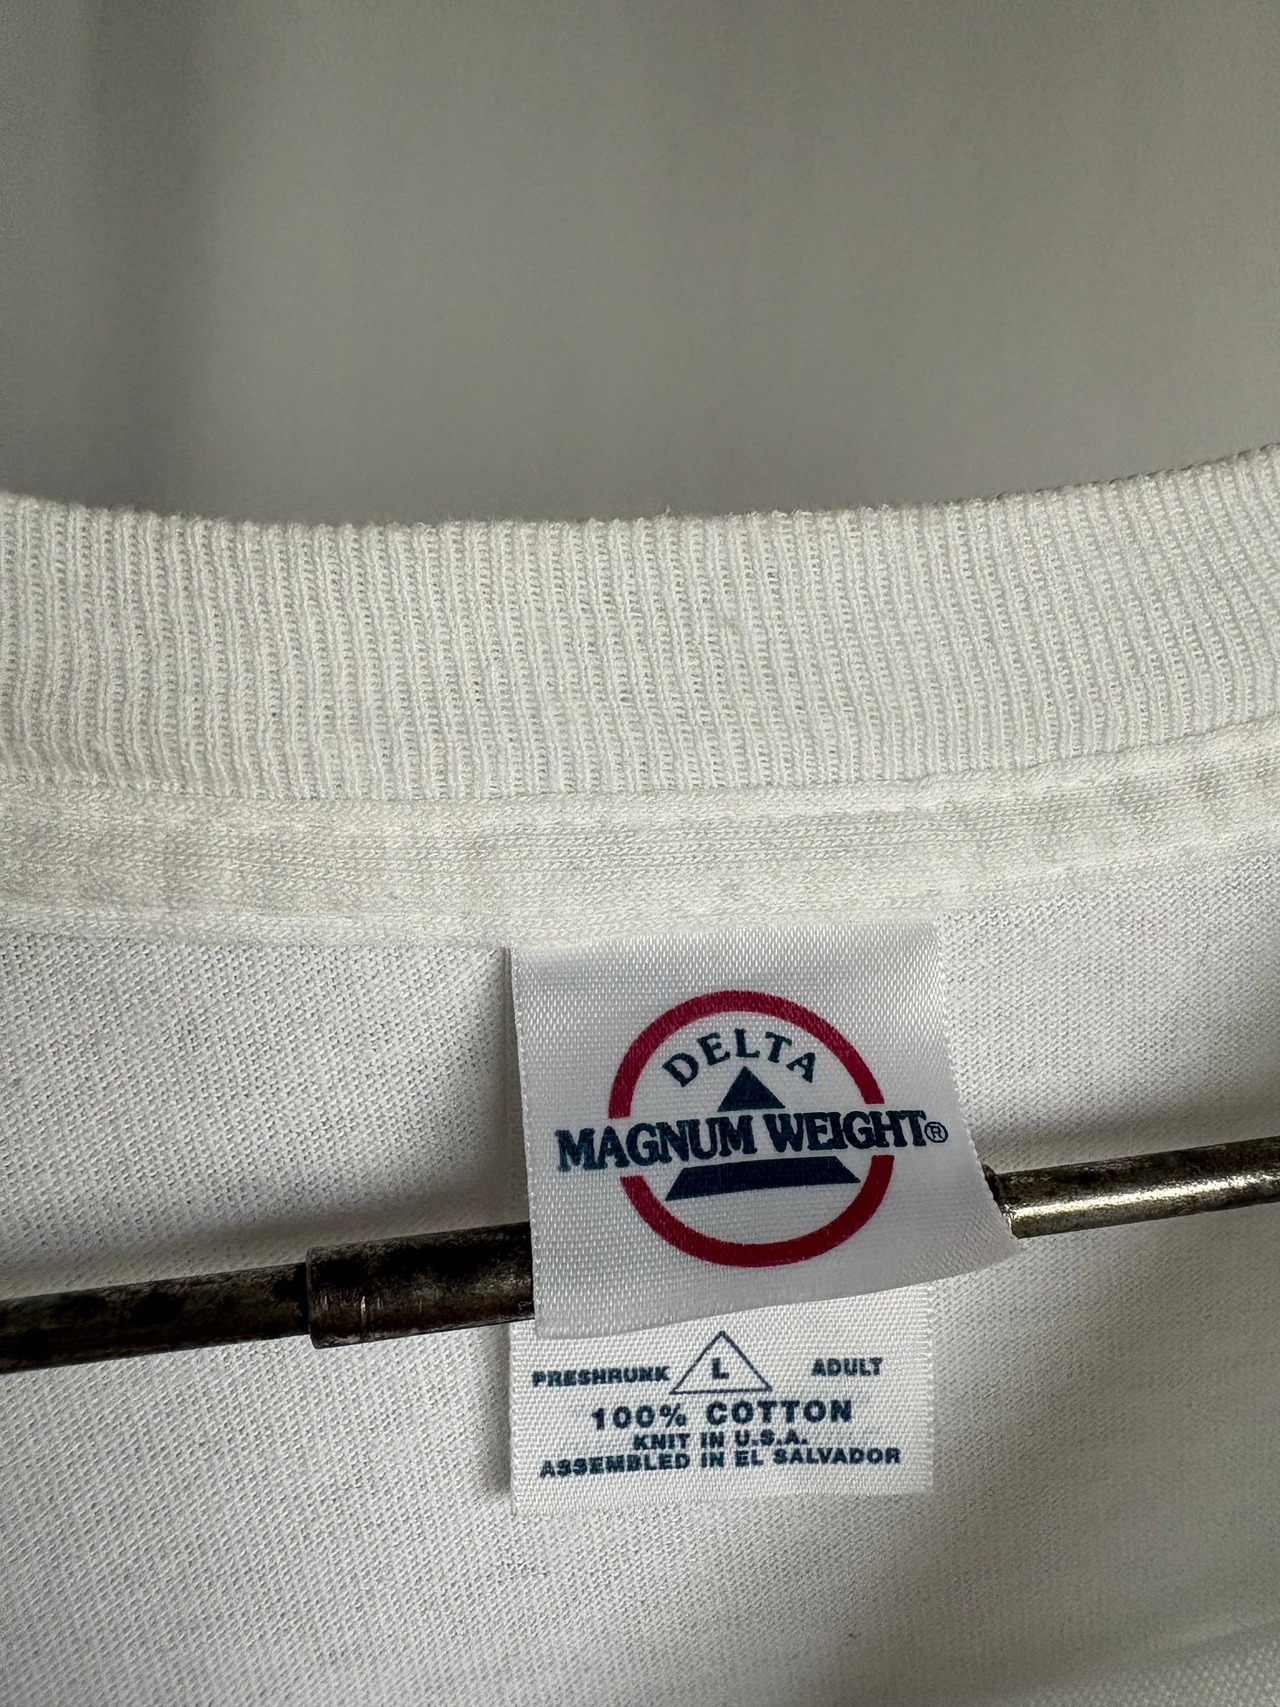 DELTA
MAGNUM WEIGHT®
PRESHRUNK L ADULT
100% COTTON
KNIT IN U.S.A.
ASSEMBLED IN EL SALVADOR